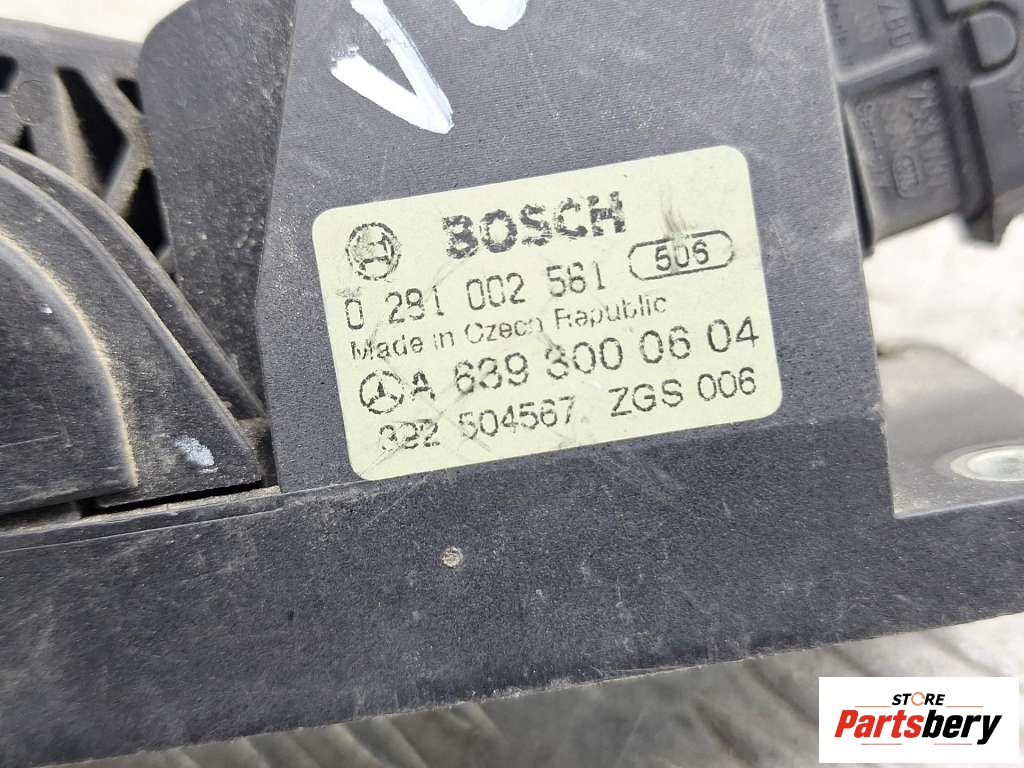 BOSCH
0 281 002 561 506
Made in Czech Republic
A 639 300 06 04
392 504567 ZGS 006
STORE
Partsbery